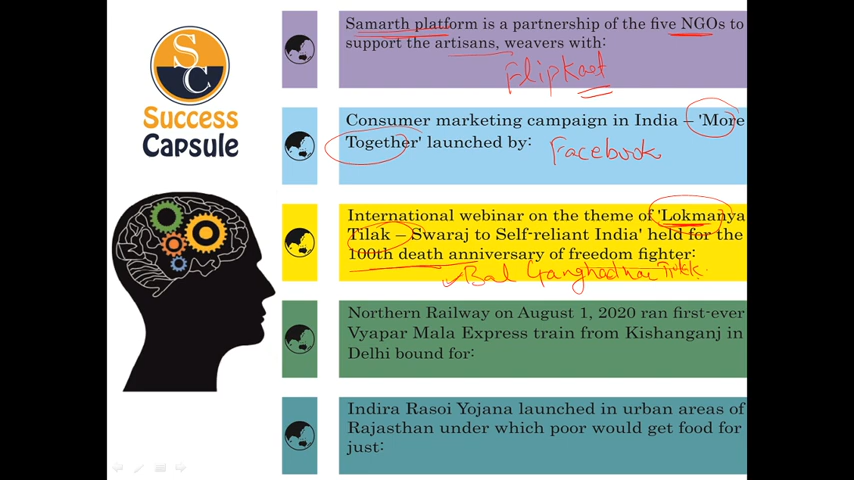 S
C
Success
Capsule
Samarth platform is a partnership of the five NGOs to
support the artisans, weavers with:
Flipkart
Consumer marketing campaign in India – 'More
Together' launched by:
Facebook
International webinar on the theme of 'Lokmanya
Tilak – Swaraj to Self-reliant India' held for the
100th death anniversary of freedom fighter:
Bal Ganghadhar Tilak
Northern Railway on August 1, 2020 ran first-ever
Vyapar Mala Express train from Kishanganj in
Delhi bound for:
Indira Rasoi Yojana launched in urban areas of
Rajasthan under which poor would get food for
just: